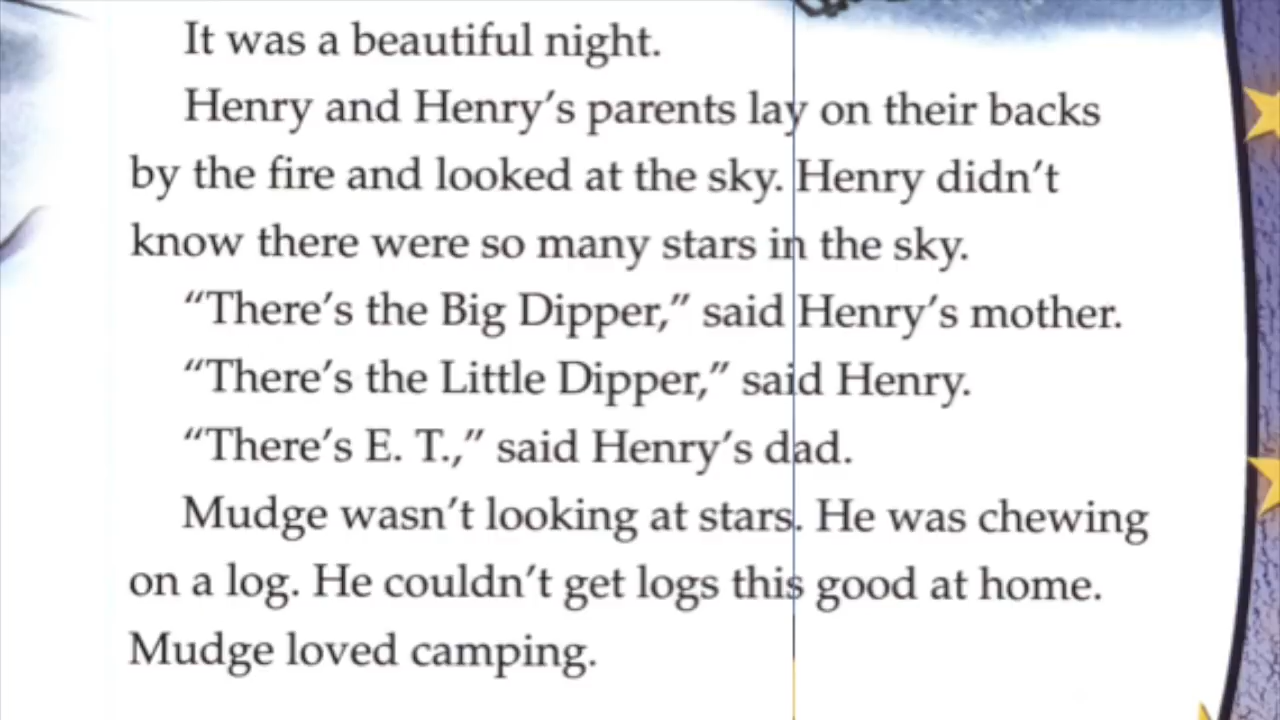 It was a beautiful night.
Henry and Henry's parents lay on their backs
by the fire and looked at the sky. Henry didn't
know there were so many stars in the sky.
“There's the Big Dipper,” said Henry's mother.
“There's the Little Dipper,” said Henry.
“There's E. T.,” said Henry's dad.
Mudge wasn't looking at stars. He was chewing
on a log. He couldn't get logs this good at home.
Mudge loved camping.